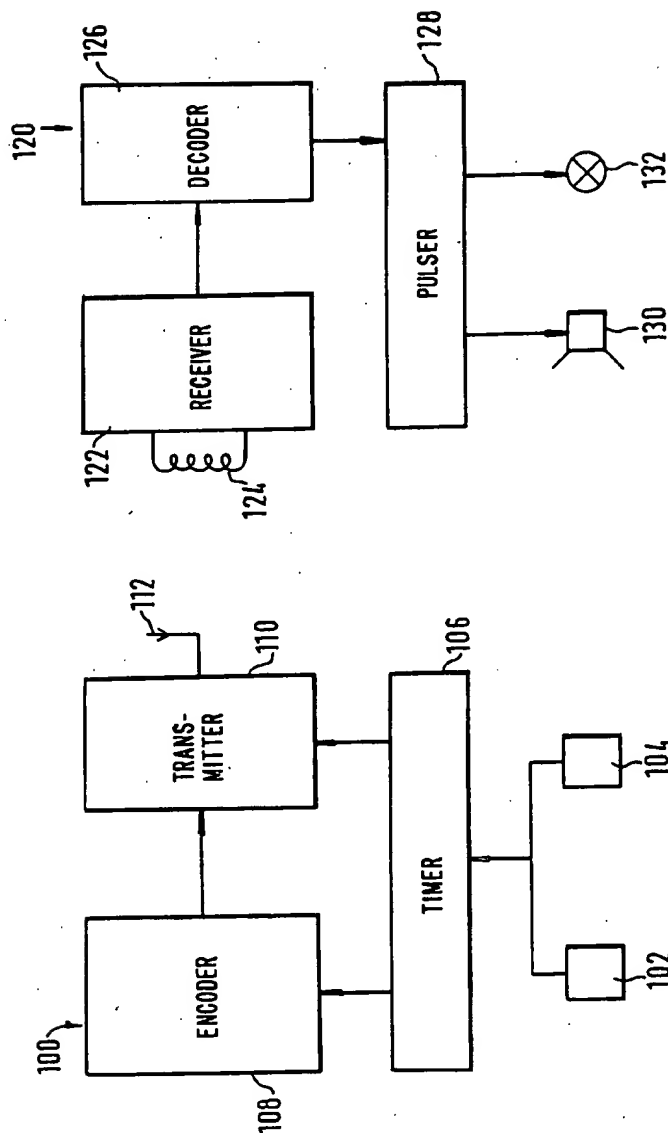 100
ENCODER
108
TRANS-
MITTER
110
112
TIMER
106
102
104
120
122
RECEIVER
124
DECODER
126
PULSER
128
130
132